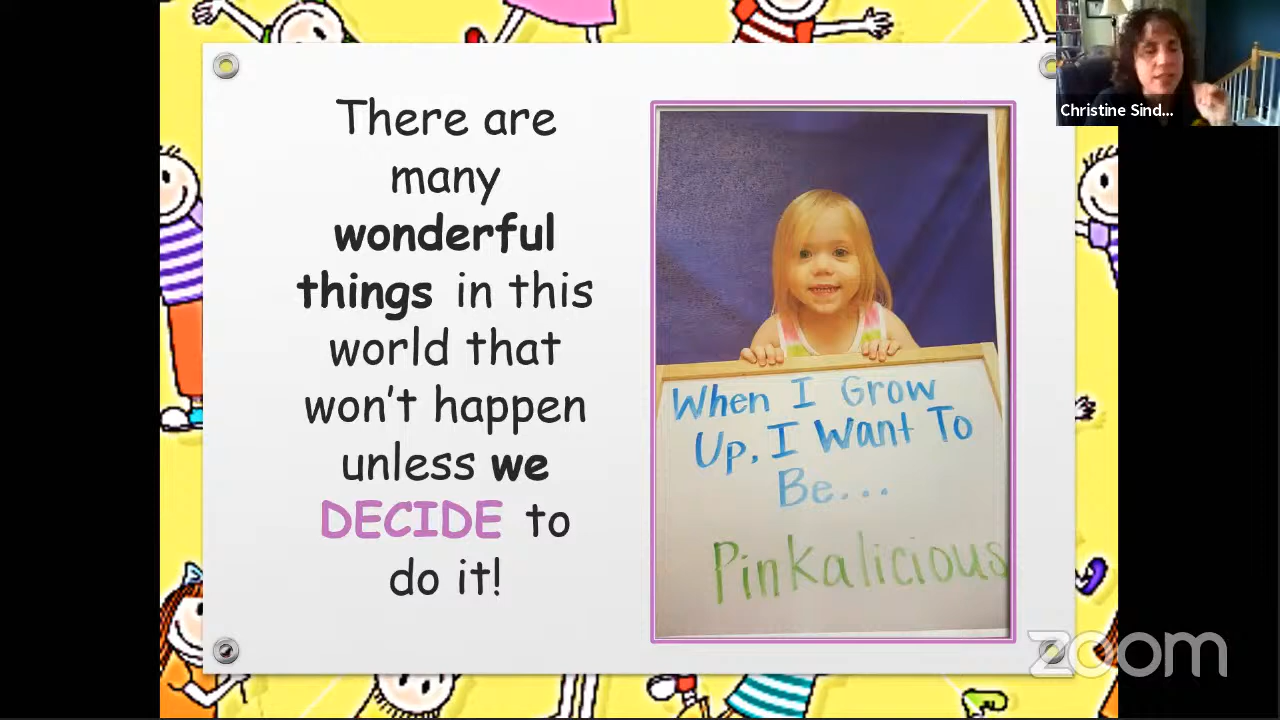 There are
many
wonderful
things in this
world that
won't happen
unless we
DECIDE to
do it!
When I Grow
Up, I Want To
Be...
Pinkalicious
Christine Sind...
zoom